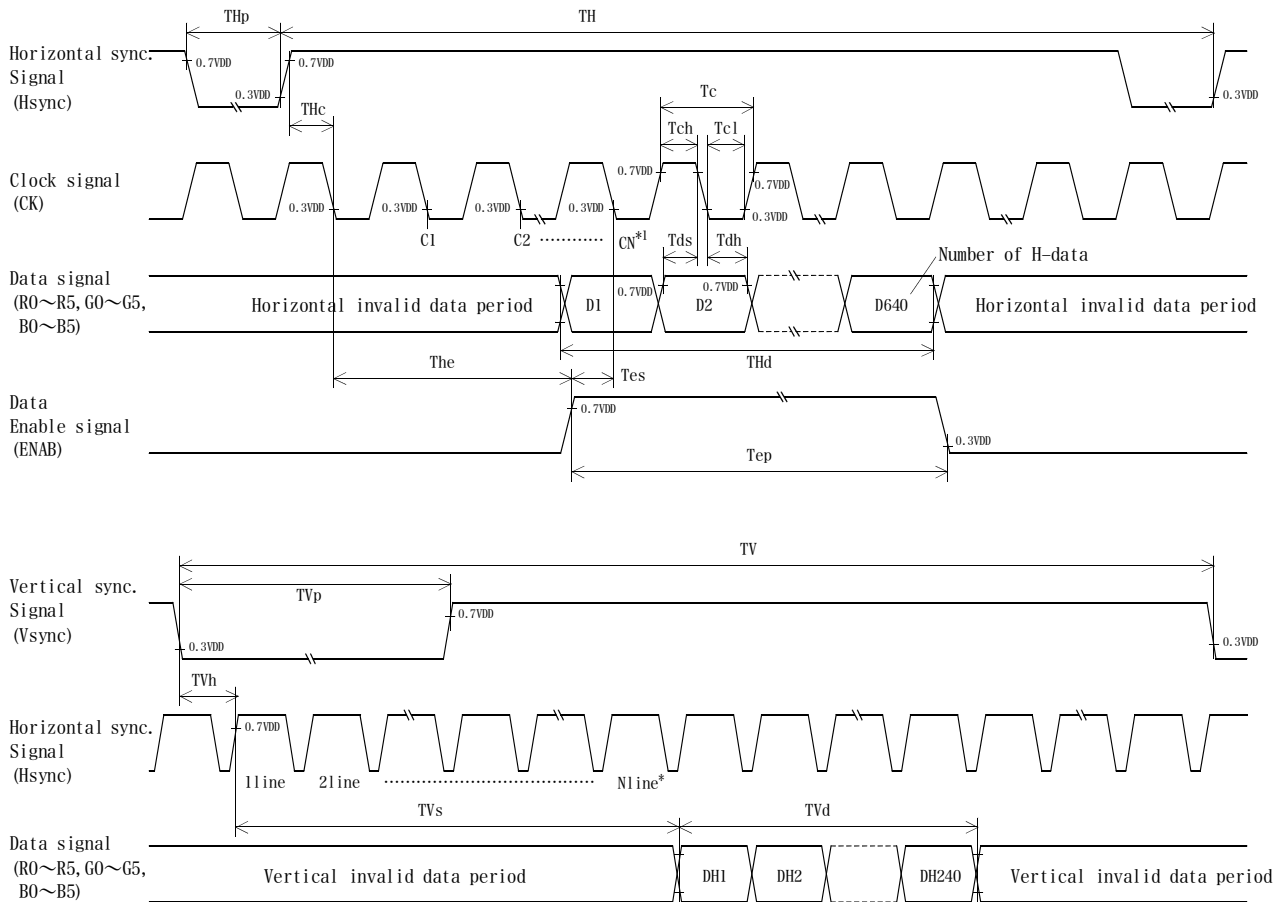 THp
TH
Horizontal sync.
Signal
(Hsync)
0.7VDD
0.7VDD
0.3VDD
0.3VDD
THc
Tc
Tch
Tcl
Clock signal
(CK)
0.7VDD
0.7VDD
0.3VDD
0.3VDD
0.3VDD
0.3VDD
0.3VDD
C1
C2
............
CN*1
Tds
Tdh
Number of H-data
Data signal
(R0～R5,G0～G5,
B0～B5)
Horizontal invalid data period
D1
0.7VDD
D2
0.7VDD
D640
Horizontal invalid data period
THd
The
Tes
Data
Enable signal
(ENAB)
0.7VDD
0.3VDD
Tep
TV
Vertical sync.
Signal
(Vsync)
TVp
0.7VDD
0.3VDD
0.3VDD
TVh
Horizontal sync.
Signal
(Hsync)
0.7VDD
1line
2line
......................................
Nline*
TVs
TVd
Data signal
(R0～R5,G0～G5,
B0～B5)
Vertical invalid data period
DH1
DH2
DH240
Vertical invalid data period